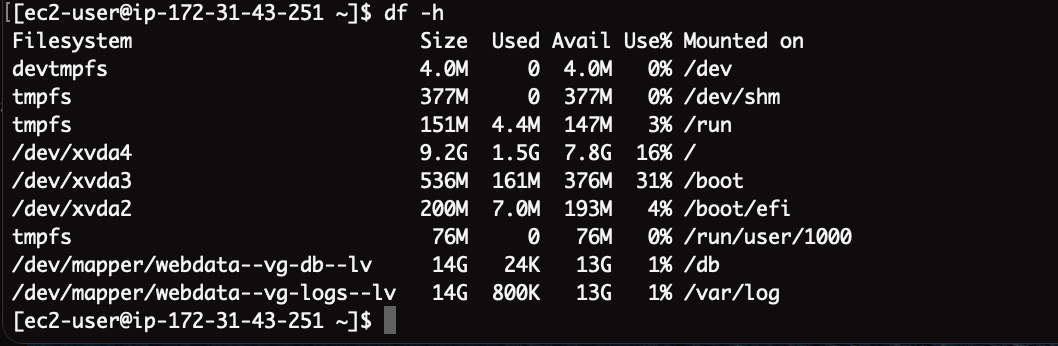 [[ec2-user@ip-172-31-43-251 ~]$ df -h
Filesystem                         Size  Used Avail Use% Mounted on
devtmpfs                           4.0M     0  4.0M   0% /dev
tmpfs                              377M     0  377M   0% /dev/shm
tmpfs                              151M  4.4M  147M   3% /run
/dev/xvda4                         9.2G  1.5G  7.8G  16% /
/dev/xvda3                         536M  161M  376M  31% /boot
/dev/xvda2                         200M  7.0M  193M   4% /boot/efi
tmpfs                               76M     0   76M   0% /run/user/1000
/dev/mapper/webdata--vg-db--lv      14G   24K   13G   1% /db
/dev/mapper/webdata--vg-logs--lv    14G  800K   13G   1% /var/log
[ec2-user@ip-172-31-43-251 ~]$